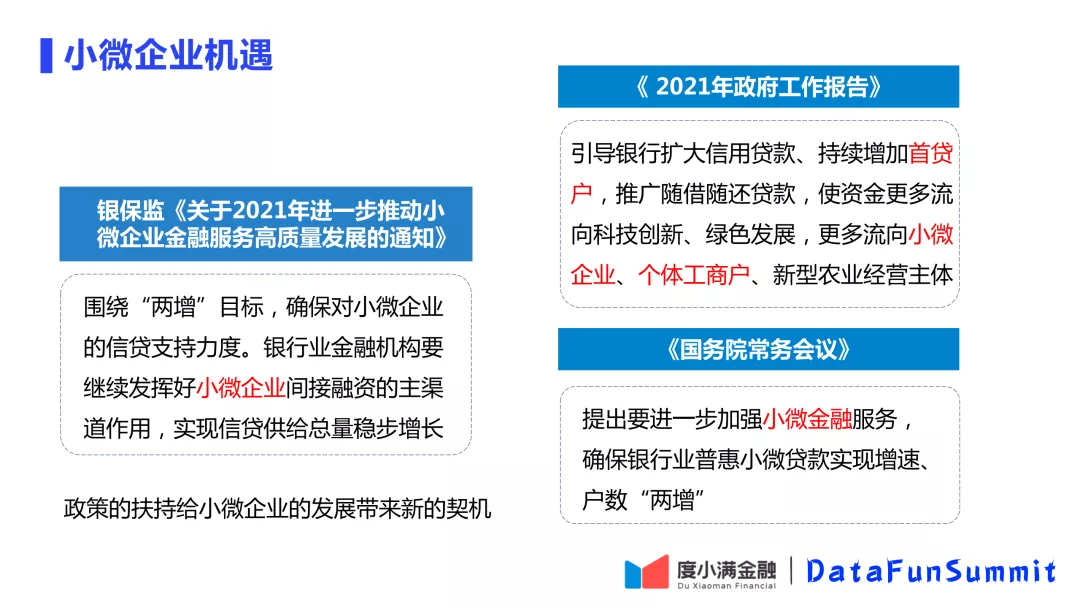 小微企业机遇
银保监《关于2021年进一步推动小
微企业金融服务高质量发展的通知》
围绕“两增”目标，确保对小微企业
的信贷支持力度。银行业金融机构要
继续发挥好小微企业间接融资的主渠
道作用，实现信贷供给总量稳步增长
政策的扶持给小微企业的发展带来新的契机
《 2021年政府工作报告》
引导银行扩大信用贷款、持续增加首贷
户，推广随借随还贷款，使资金更多流
向科技创新、绿色发展，更多流向小微
企业、个体工商户、新型农业经营主体
《国务院常务会议》
提出要进一步加强小微金融服务，
确保银行业普惠小微贷款实现增速、
户数“两增”
度小满金融
Du Xiaoman Financial
DataFunSummit